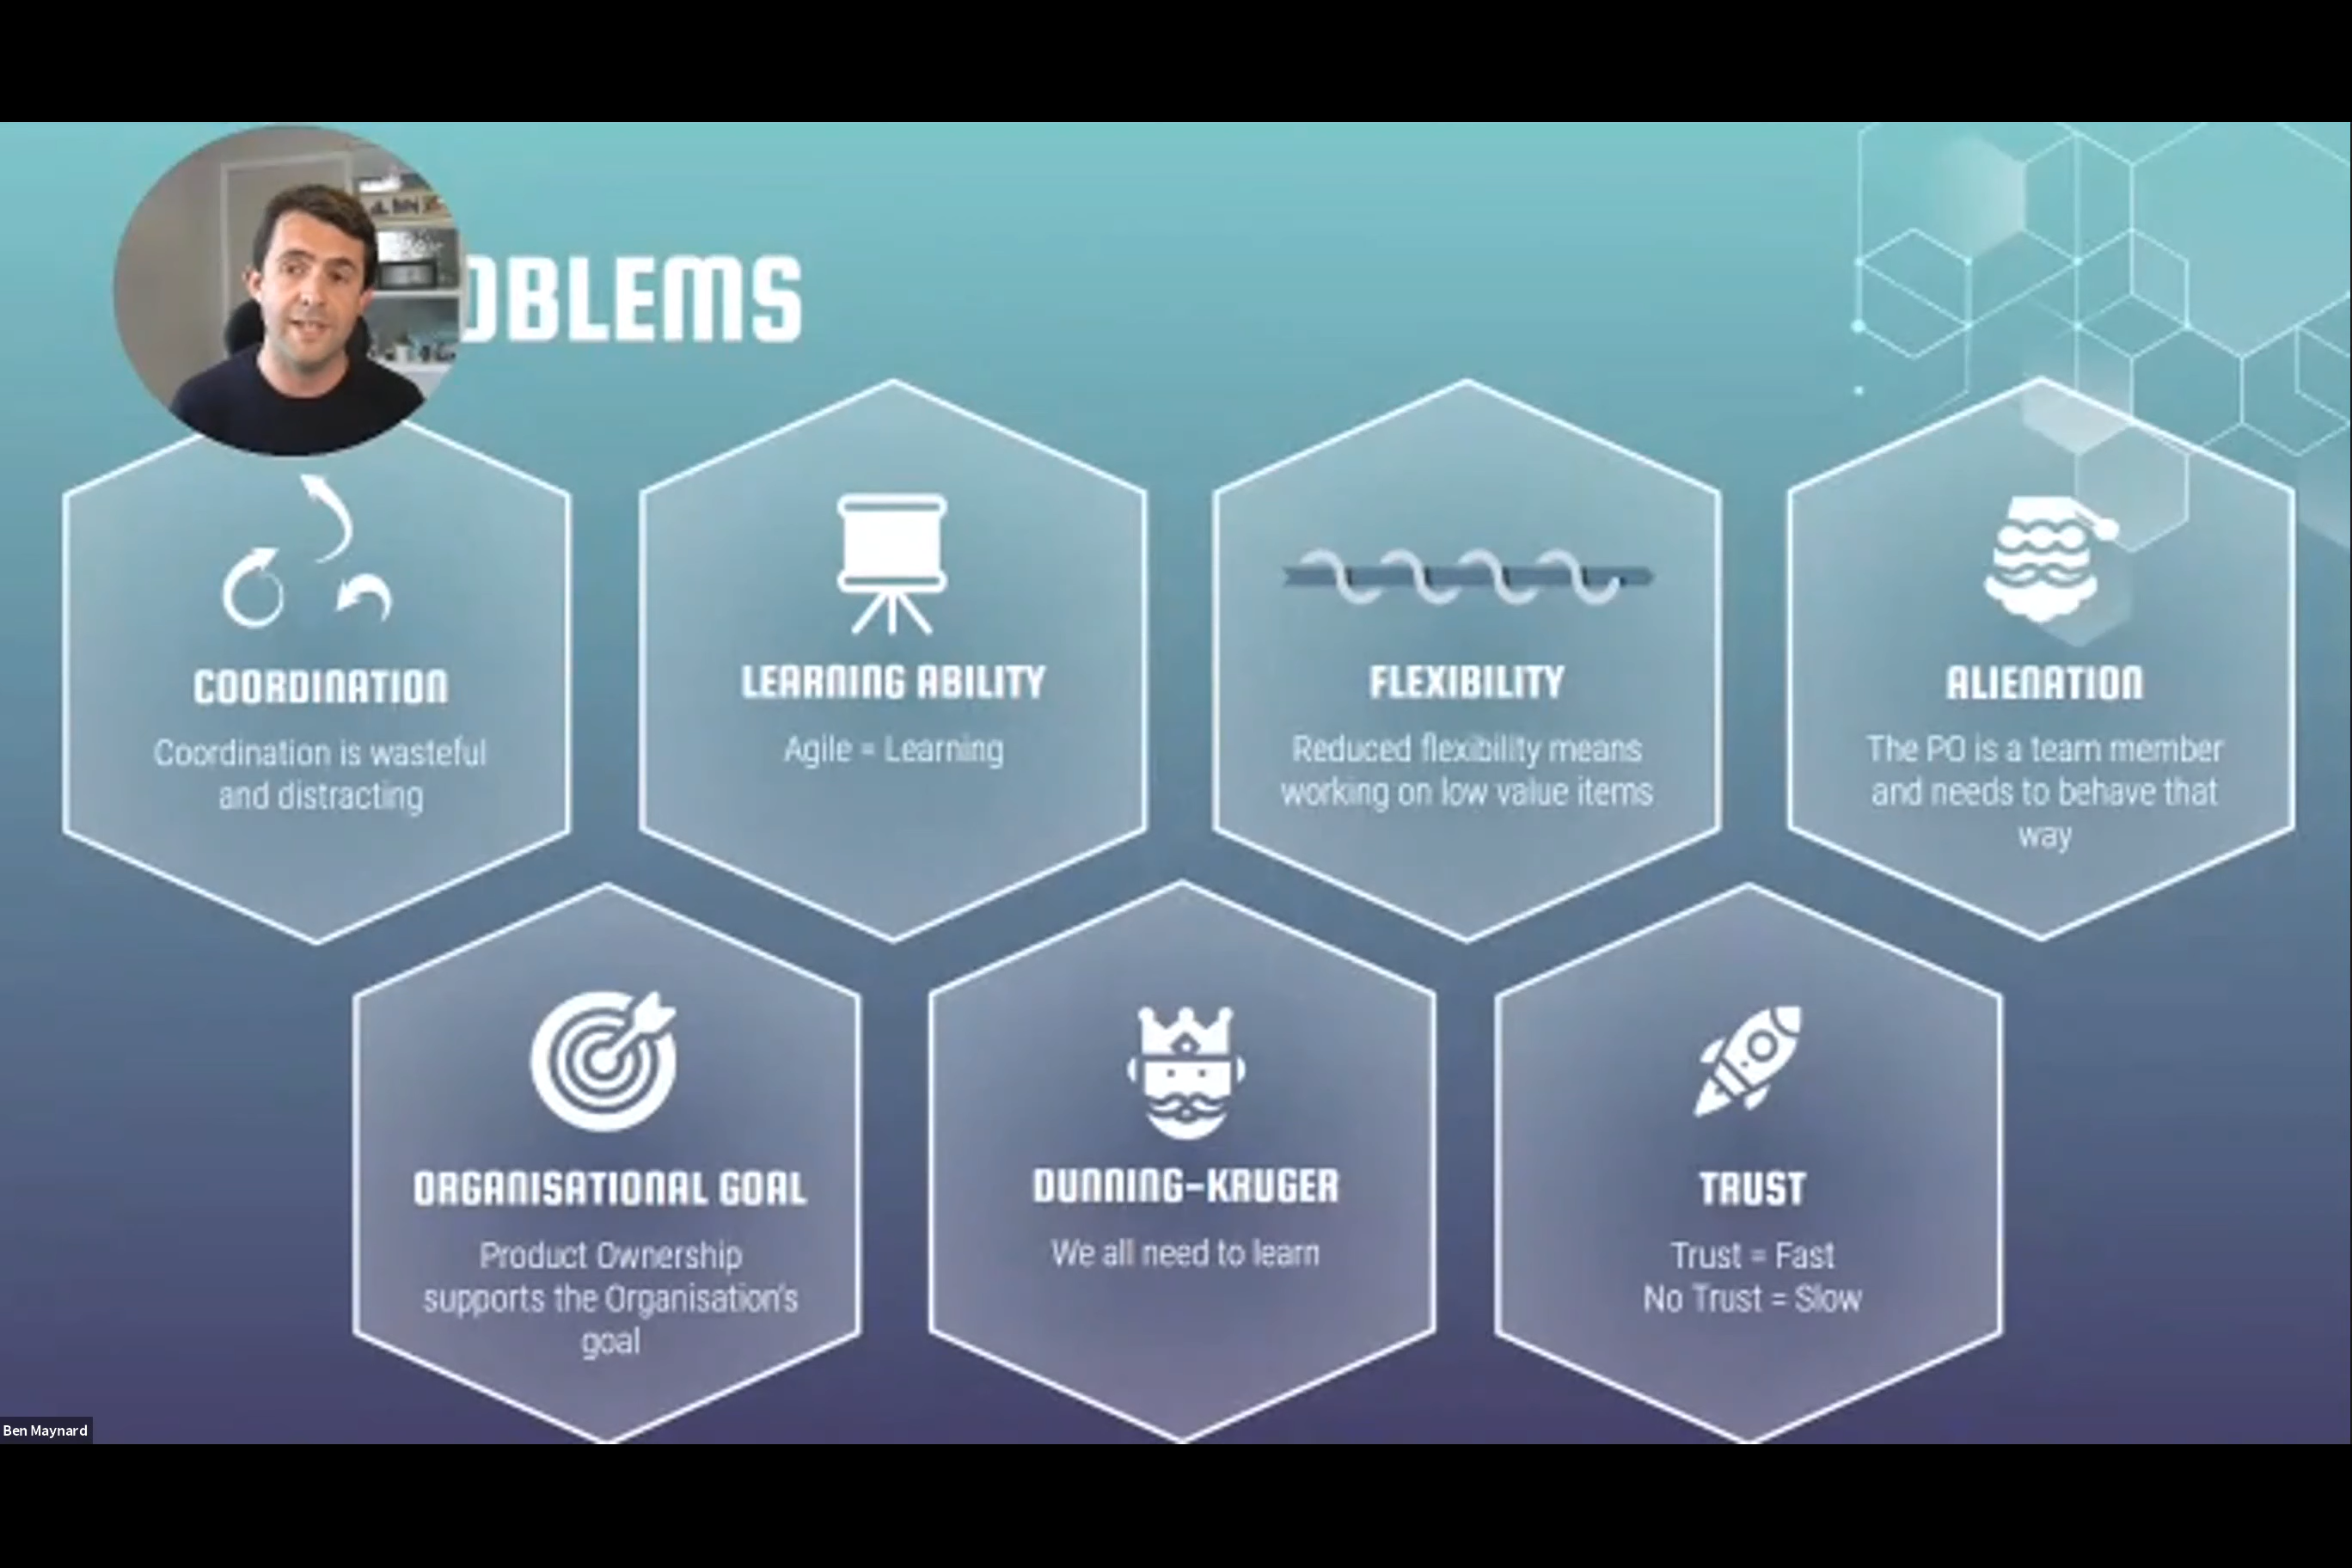 OBLEMS
COORDINATION
Coordination is wasteful
and distracting
LEARNING ABILITY
Agile = Learning
FLEXIBILITY
Reduced flexibility means
working on low value items
ALIENATION
The PO is a team member
and needs to behave that
way
ORGANISATIONAL GOAL
Product Ownership
supports the Organisation's
goal
DUNNING-KRUGER
We all need to learn
TRUST
Trust = Fast
No Trust = Slow
Ben Maynard